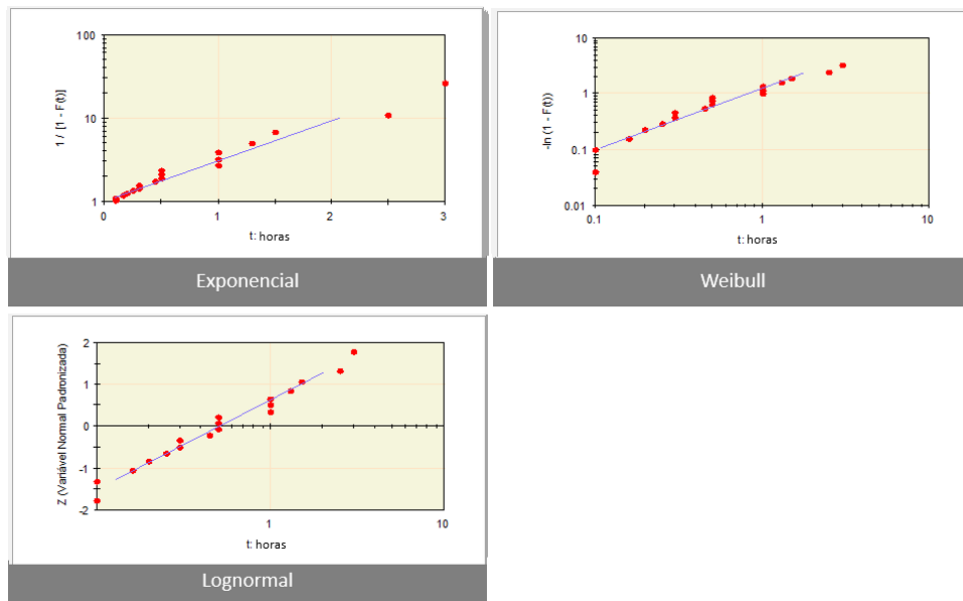 100
10
1
1 / [1 - F(t)]
0
1
2
3
t: horas
Exponencial
10
1
0.1
0.01
-ln (1 - F(t))
0.1
1
10
t: horas
Weibull
2
1
0
-1
-2
Z (Variável Normal Padronizada)
1
10
t: horas
Lognormal